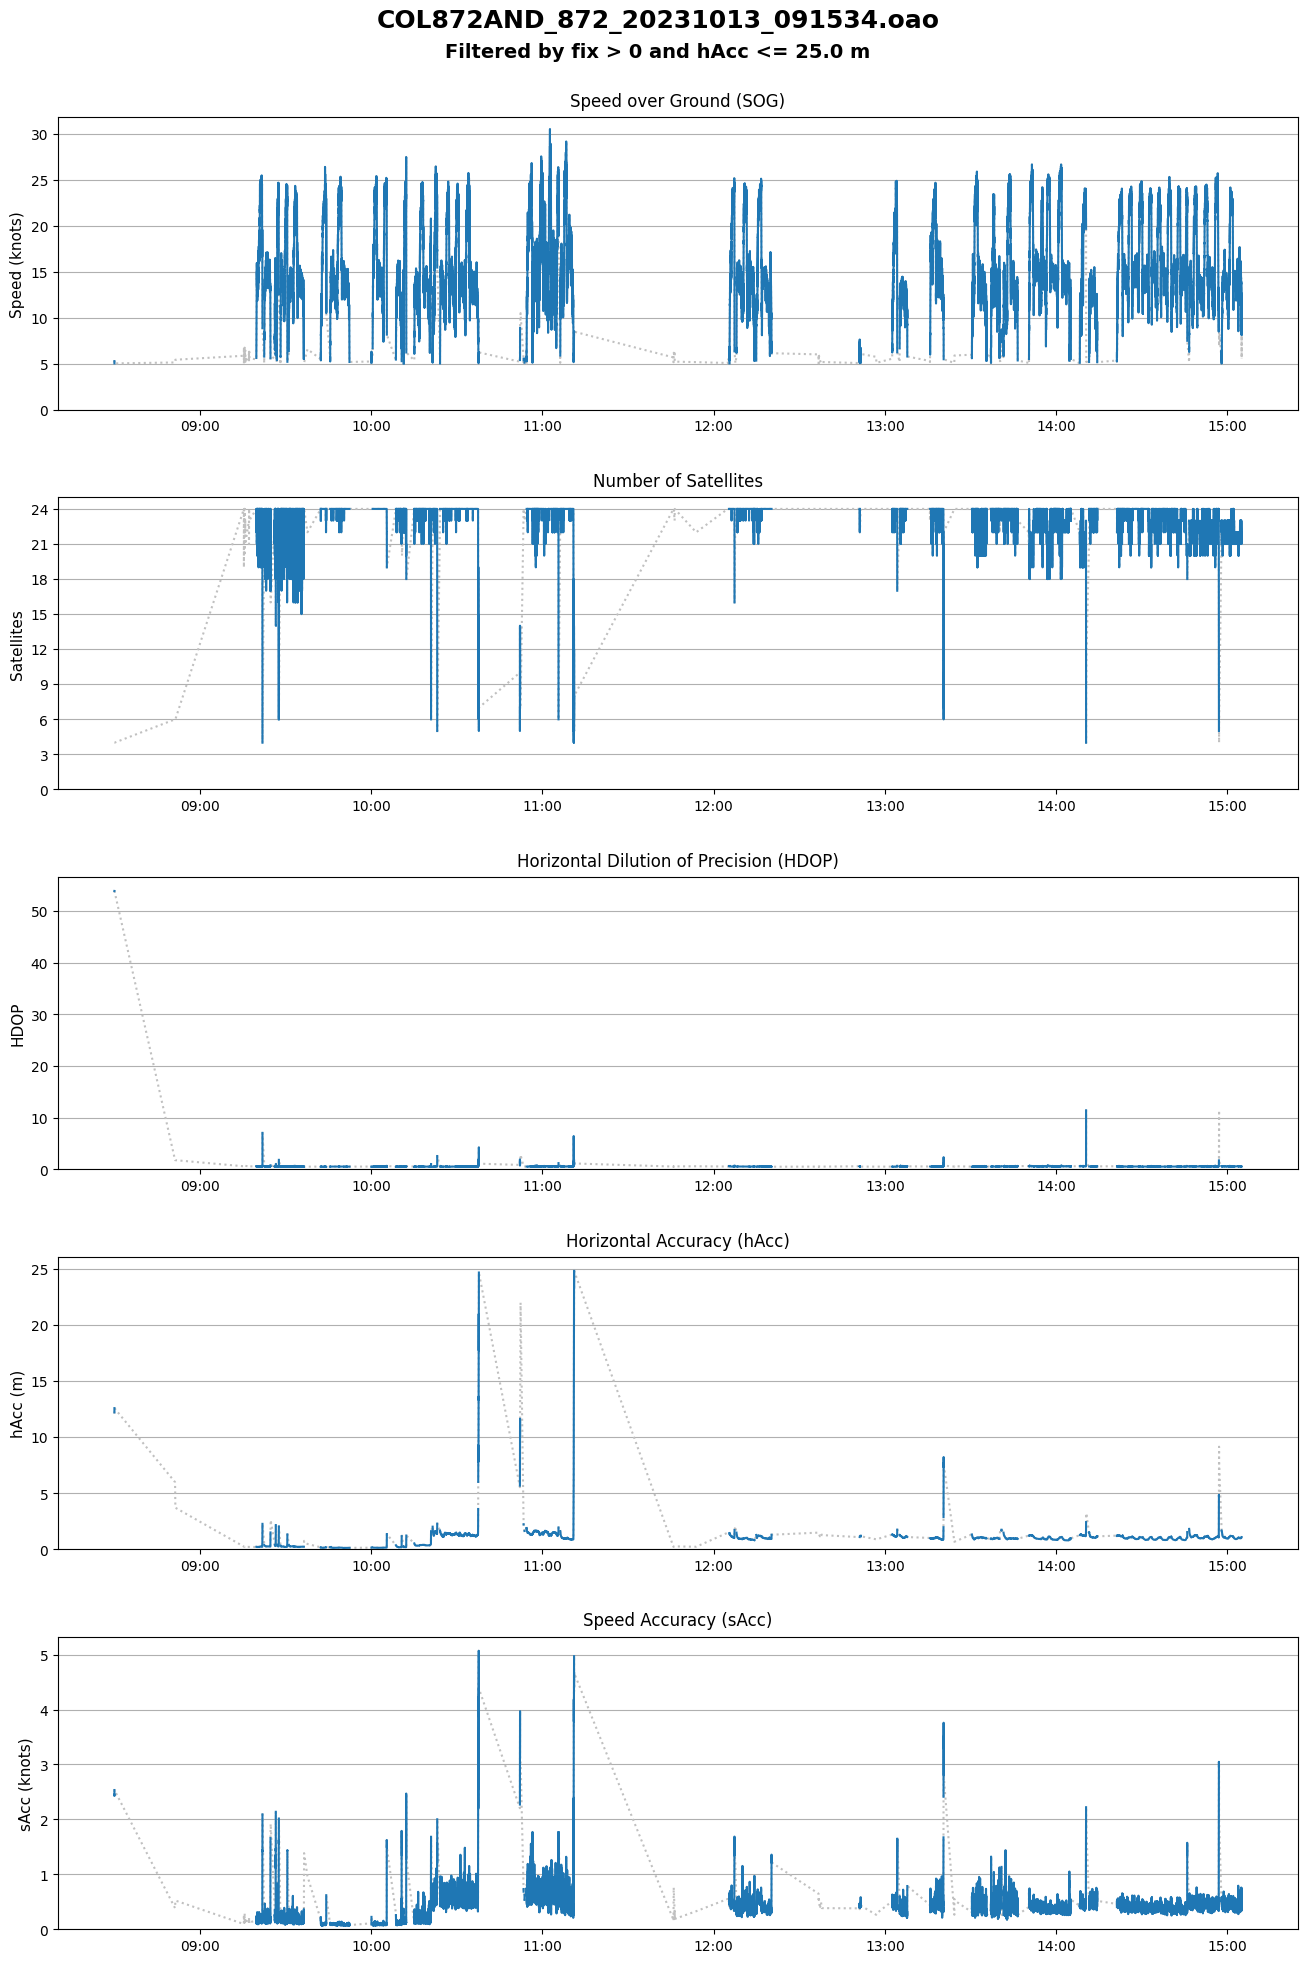 COL872AND_872_20231013_091534.oao
Filtered by fix > 0 and hAcc <= 25.0 m
Speed over Ground (SOG)
Speed (knots)
30
25
20
15
10
5
0
09:00 10:00 11:00 12:00 13:00 14:00 15:00
Number of Satellites
Satellites
24
21
18
15
12
9
6
3
0
09:00 10:00 11:00 12:00 13:00 14:00 15:00
Horizontal Dilution of Precision (HDOP)
HDOP
50
40
30
20
10
0
09:00 10:00 11:00 12:00 13:00 14:00 15:00
Horizontal Accuracy (hAcc)
hAcc (m)
25
20
15
10
5
0
09:00 10:00 11:00 12:00 13:00 14:00 15:00
Speed Accuracy (sAcc)
sAcc (knots)
5
4
3
2
1
0
09:00 10:00 11:00 12:00 13:00 14:00 15:00